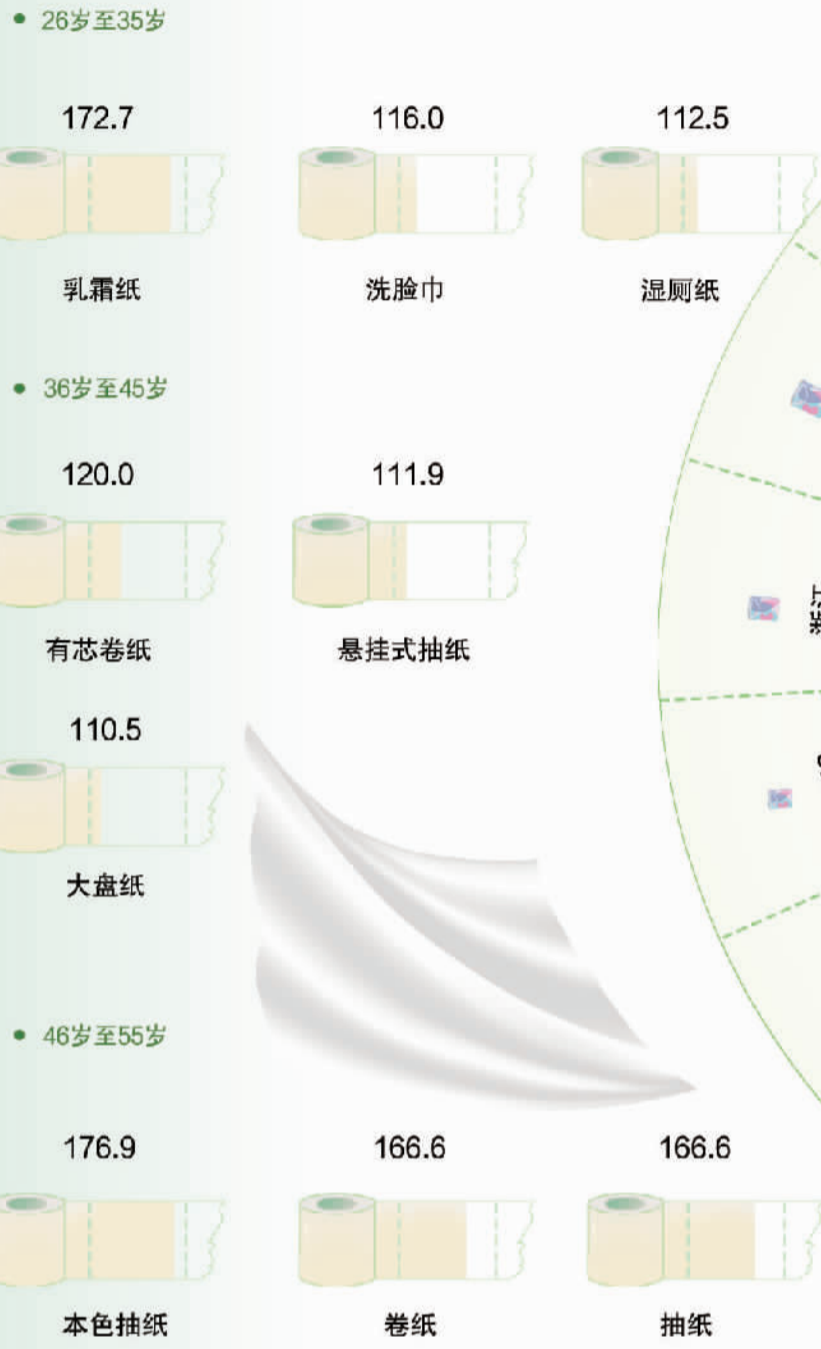 26岁至35岁
172.7 116.0 112.5
乳霜纸 洗脸巾 湿厕纸
36岁至45岁
120.0 111.9
有芯卷纸 悬挂式抽纸
110.5
大盘纸
46岁至55岁
176.9 166.6 166.6
本色抽纸 卷纸 抽纸